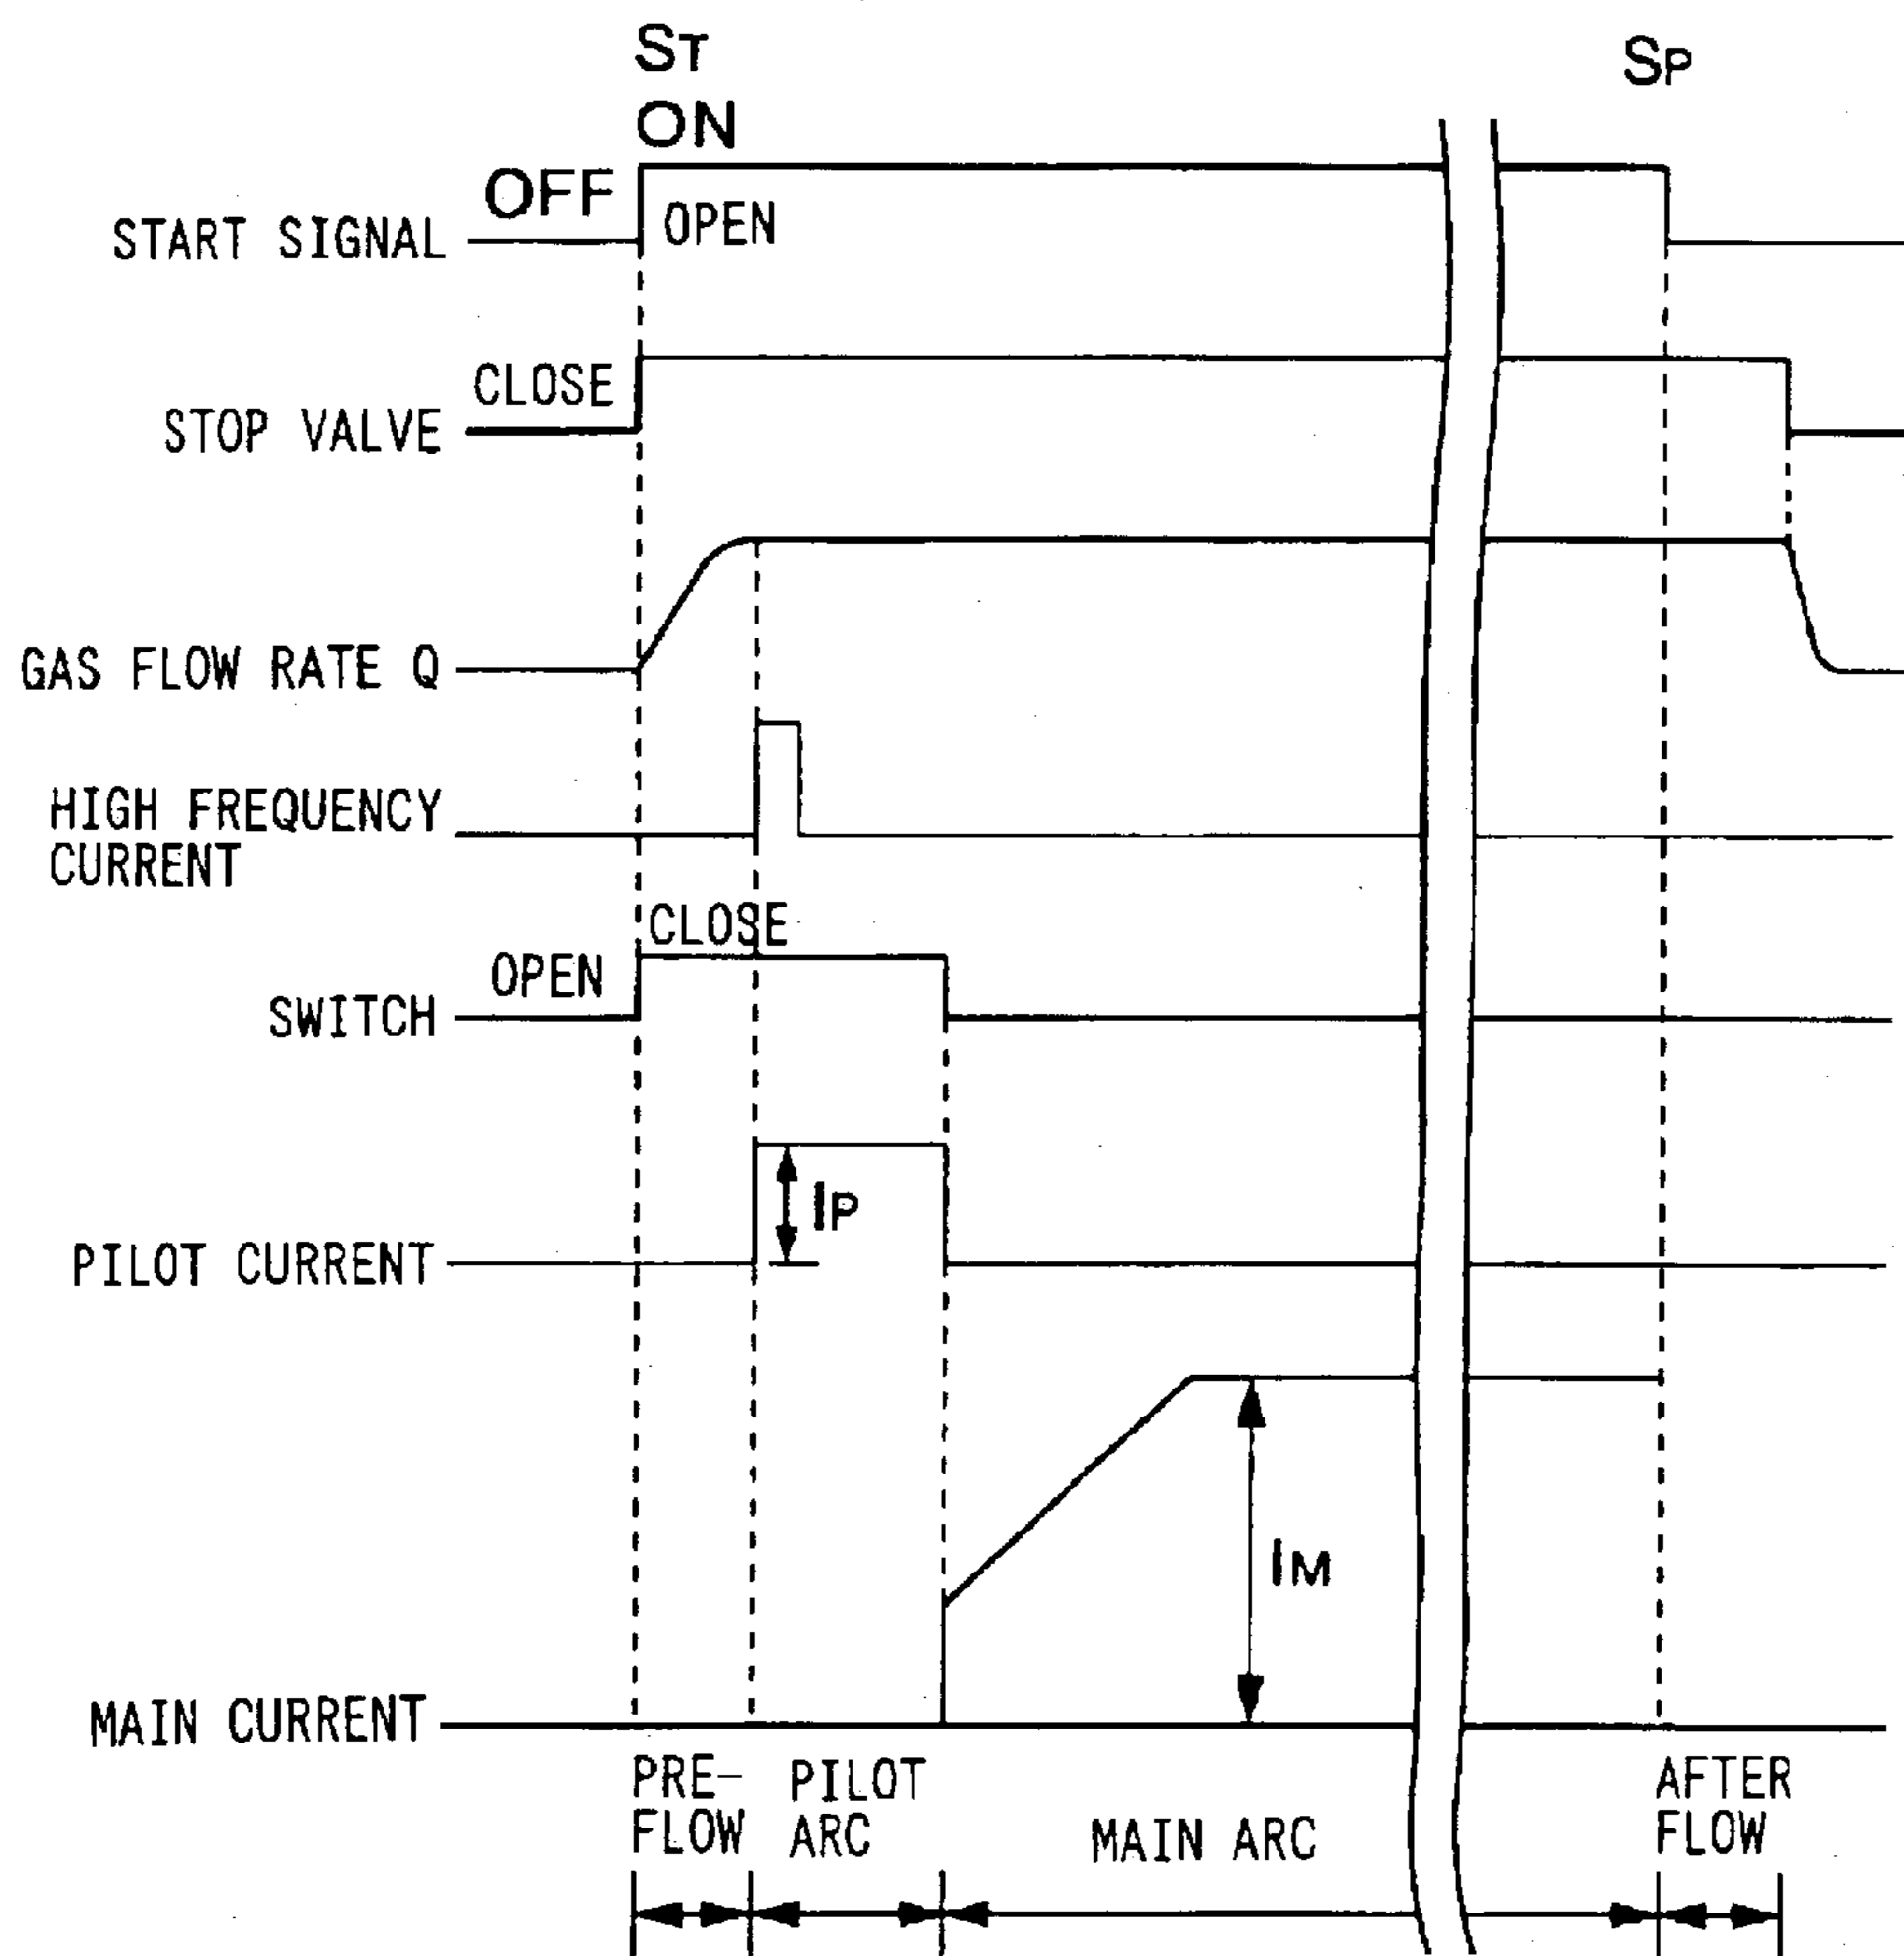 ST
SP
ON
OFF
START SIGNAL
OPEN
CLOSE
STOP VALVE
GAS FLOW RATE Q
HIGH FREQUENCY
CURRENT
CLOSE
OPEN
SWITCH
IP
PILOT CURRENT
IM
MAIN CURRENT
PRE-
FLOW
PILOT
ARC
MAIN ARC
AFTER
FLOW